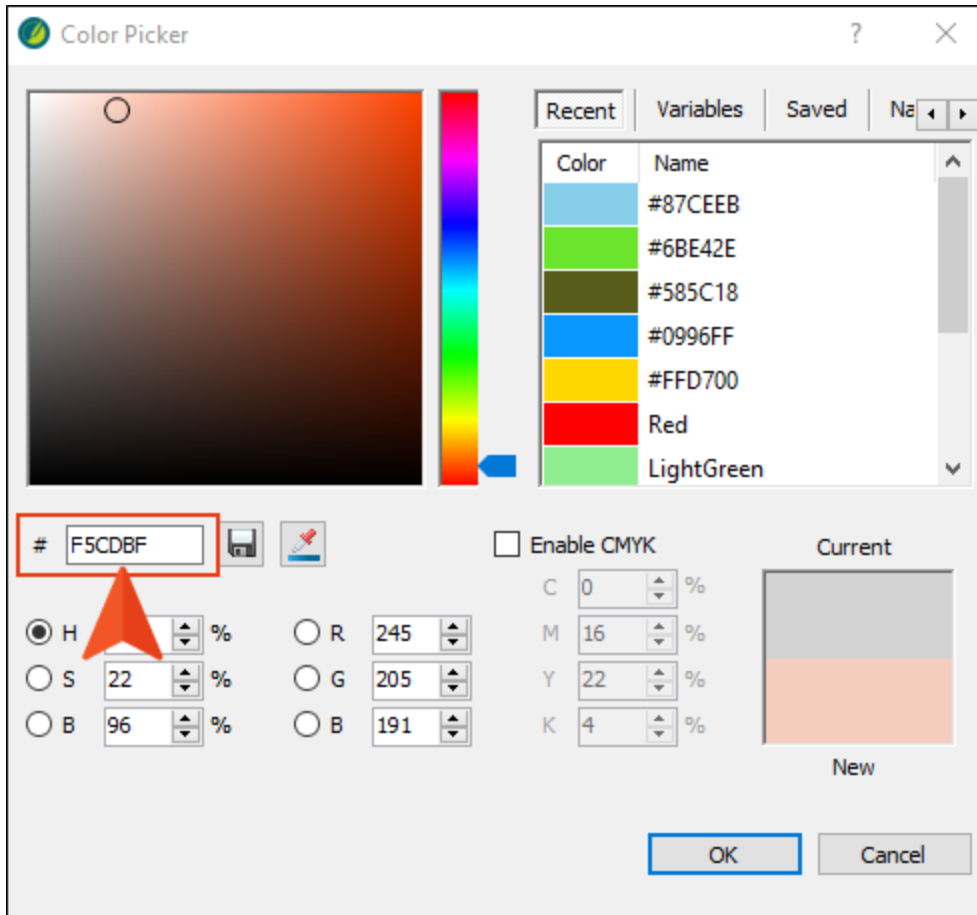 Color Picker ?
Recent Variables Saved
Color Name
#87CEEB
#6BE42E
#585C18
#0996FF
#FFD700
Red
LightGreen
# F5CDBF
Enable CMYK
Current
C 0 %
H % R 245 M 16 %
S 22 % G 205 Y 22 %
B 96 % B 191 K 4 %
New
OK Cancel